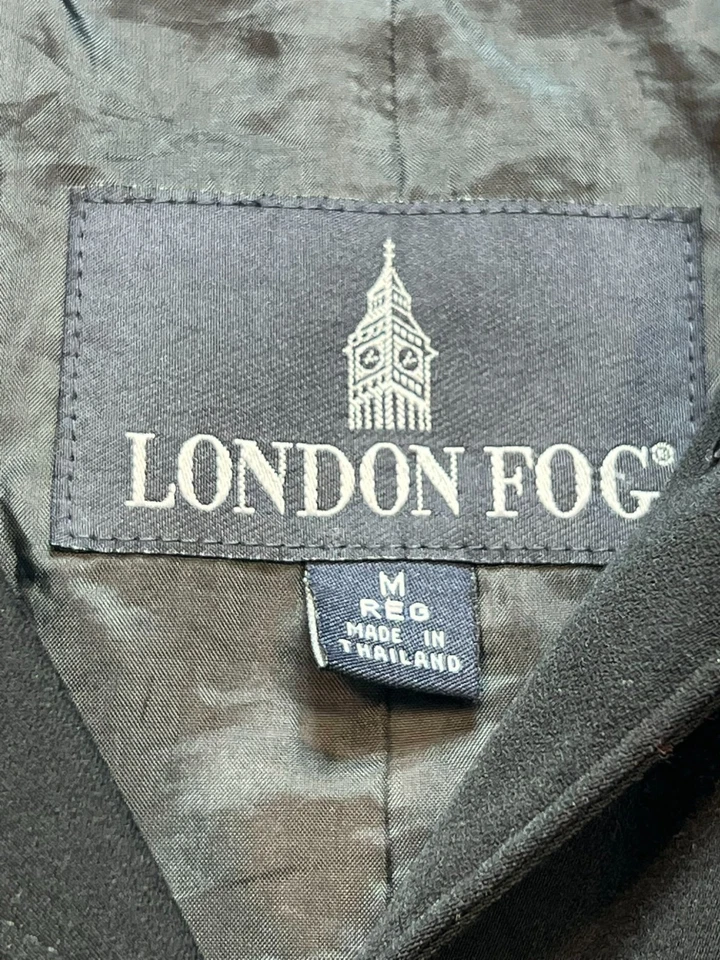 LONDON FOG®
M
REG
MADE IN
THAILAND